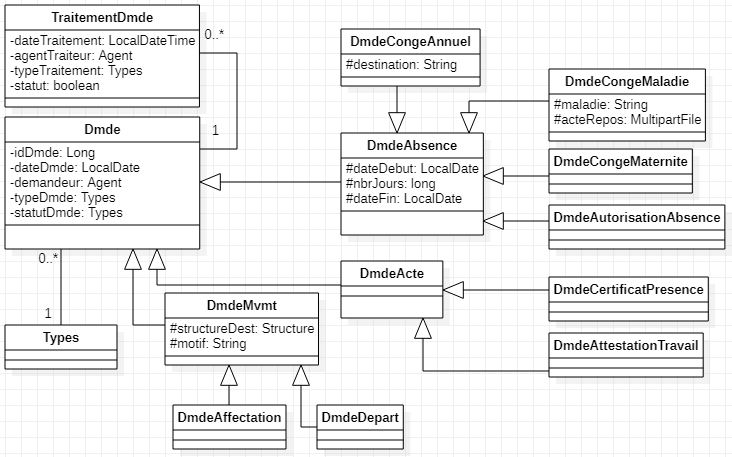 TraitementDmde
-dateTraitement: LocalDateTime
-agentTraiteur: Agent
-typeTraitement: Types
-statut: boolean
0..*
1
Dmde
-idDmde: Long
-dateDmde: LocalDate
-demandeur: Agent
-typeDmde: Types
-statutDmde: Types
0..*
1
Types
DmdeCongeAnnuel
#destination: String
DmdeAbsence
#dateDebut: LocalDate
#nbrJours: long
#dateFin: LocalDate
DmdeCongeMaladie
#maladie: String
#acteRepos: MultipartFile
DmdeCongeMaternite
DmdeAutorisationAbsence
DmdeActe
DmdeCertificatPresence
DmdeAttestationTravail
DmdeMvmt
#structureDest: Structure
#motif: String
DmdeAffectation
DmdeDepart